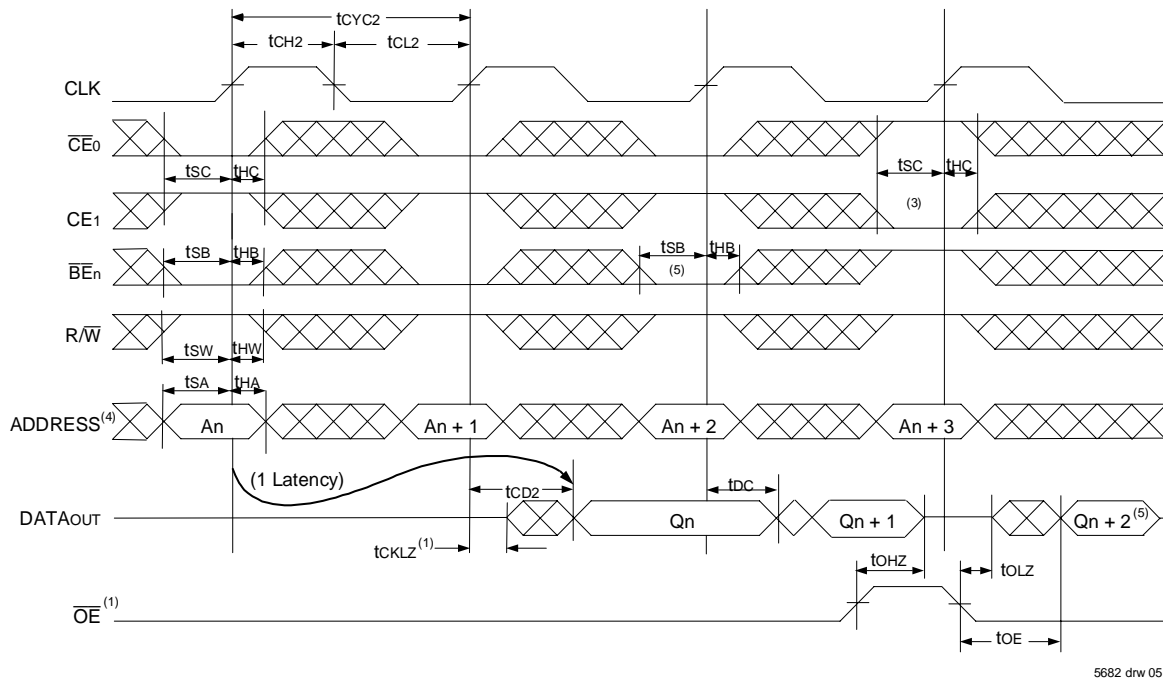 tCYC2
tCH2
tCL2
CLK
CE0
tSC
tHC
tSC
tHC
(3)
CE1
tSB
tHB
tSB
tHB
(5)
BEn
R/W
tSW
tHW
tSA
tHA
ADDRESS(4)
An
An + 1
An + 2
An + 3
(1 Latency)
tCD2
tDC
DATAOUT
Qn
Qn + 1
Qn + 2(5)
tCKLZ(1)
tOHZ
tOLZ
OE(1)
tOE
5682 drw 05